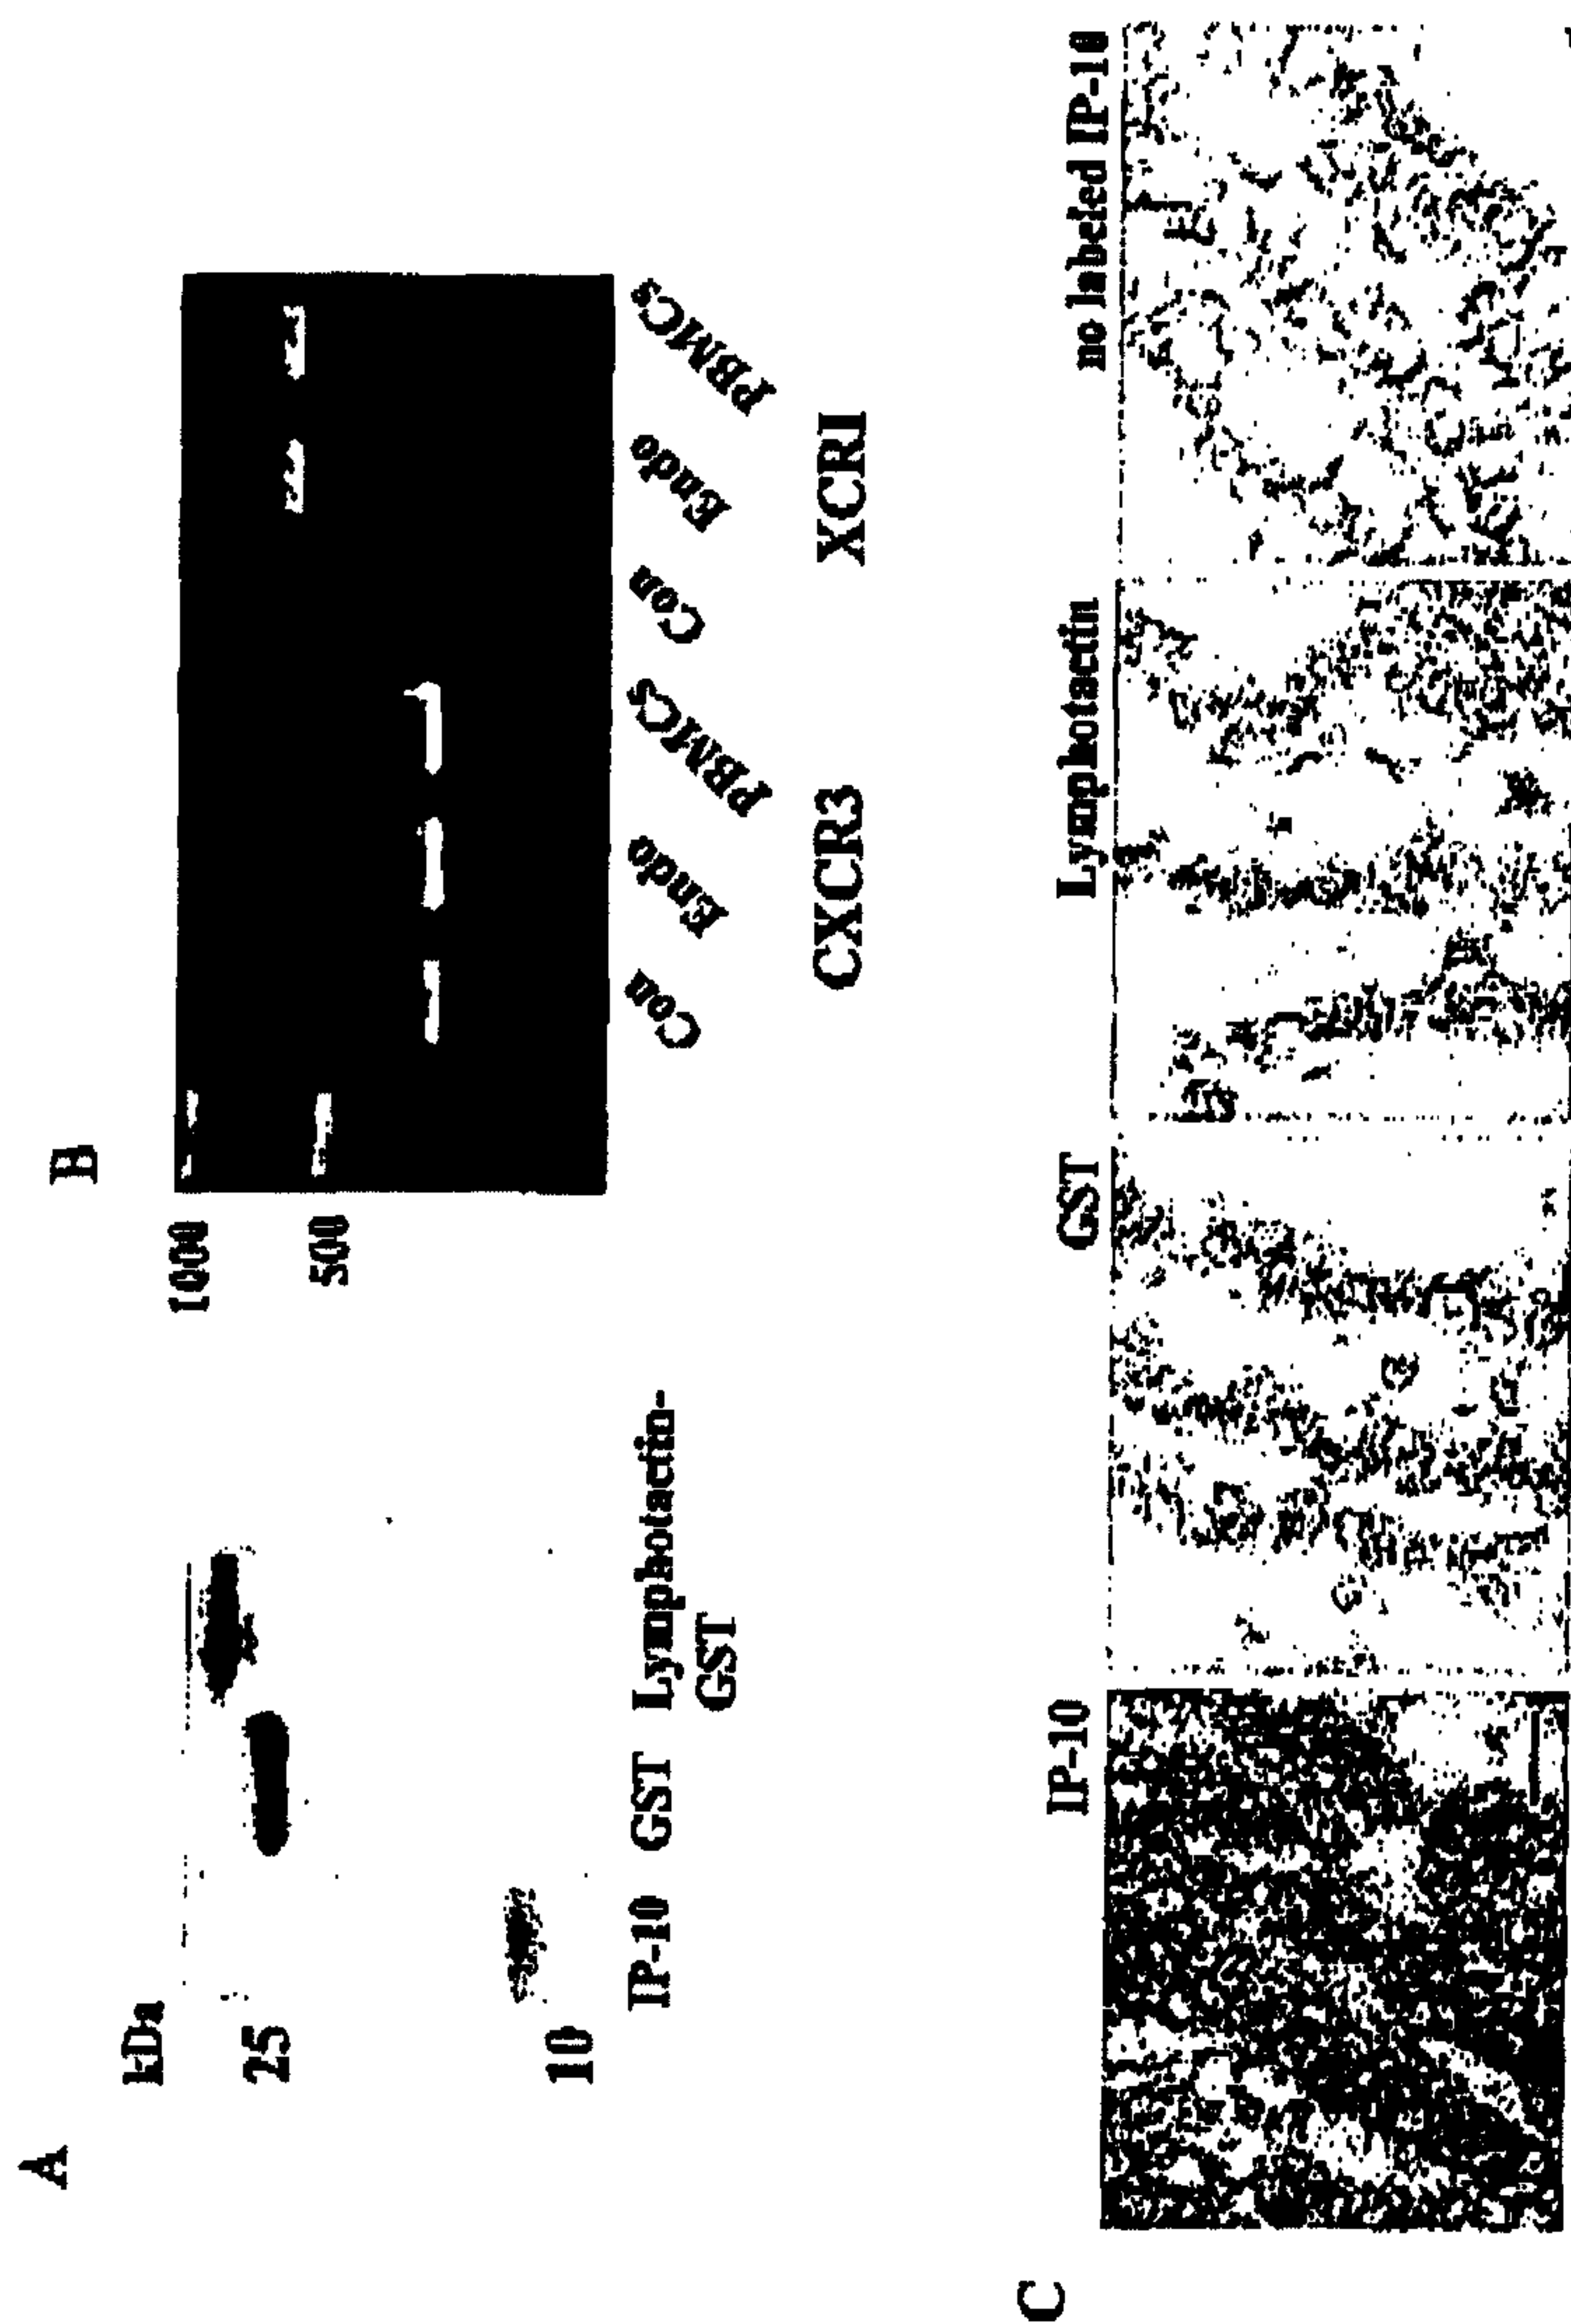 A
kDa
25
10
IP-10 GST Lymphotactin-
GST
B
1000
500
Con Endo PBMCs Con Endo PBMCs
CXCR3 XCR1
C
IP-10 GST Lymphotactin no labeled IP-10